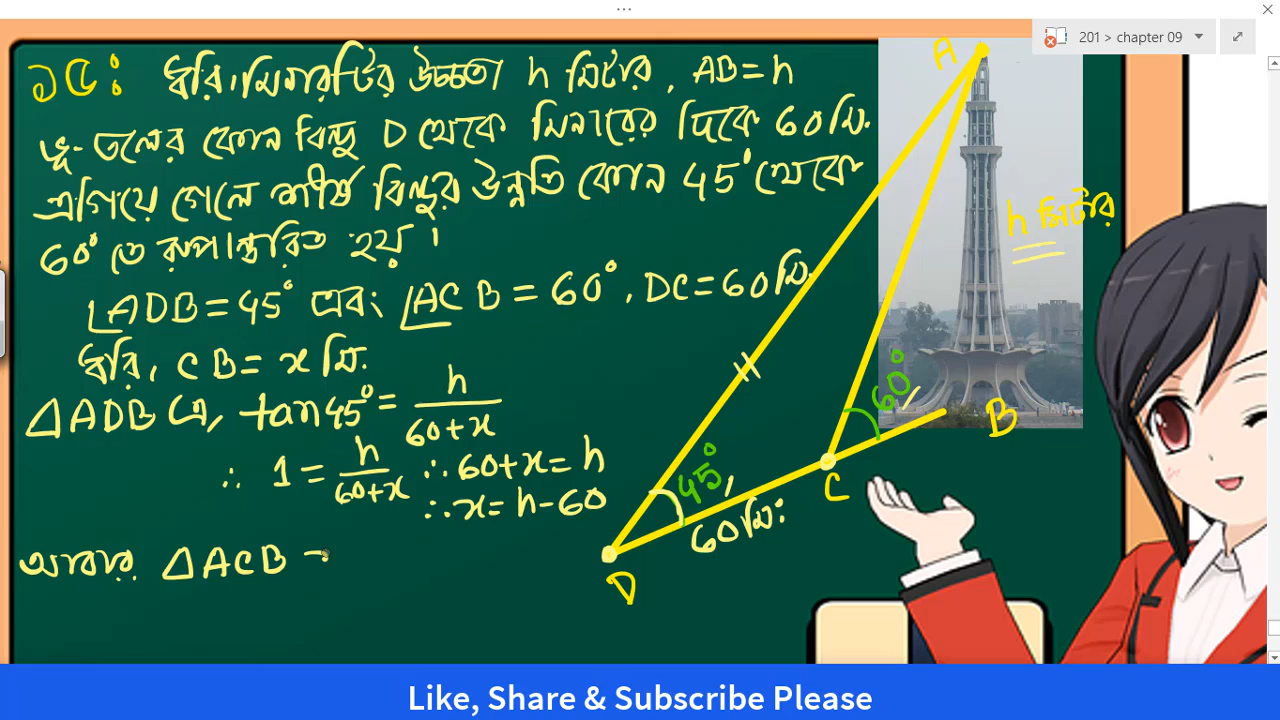 201 > chapter 09
১৫: ধরি, মিনারটির উচ্চতা h মিটার, AB = h
ভূ-তলের কোন বিন্দু D থেকে মিনারের দিকে 60 মি.
এগিয়ে গেলে শীর্ষ বিন্দুর উন্নতি কোন 45° থেকে
60° তে রূপান্তরিত হয়।
∠ADB = 45° এবং ∠ACB = 60°, DC = 60 মি.
ধরি, CB = x মি.
△ADB এ, tan45° = h/60+x
∴ 1 = h/60+x ∴ 60+x = h
∴ x = h-60
আবার, △ACB
A
h মিটার
60°
B
45°
C
60 মি:
D
Like, Share & Subscribe Please